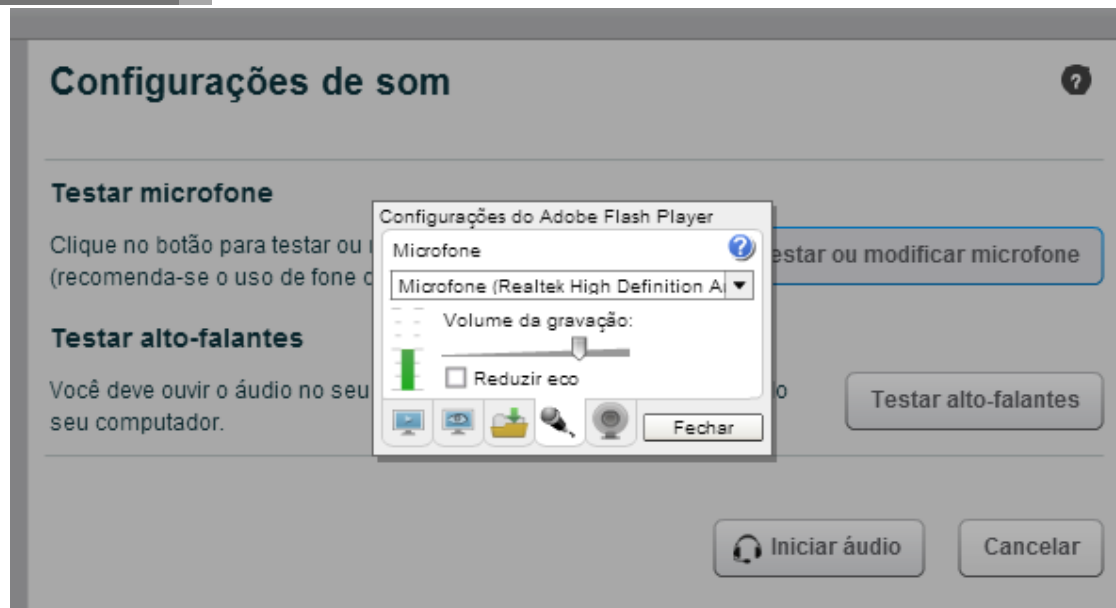 Configurações de som
Testar microfone
Clique no botão para testar ou
(recomenda-se o uso de fone
estar ou modificar microfone
Configurações do Adobe Flash Player
Microfone
Microfone (Realtek High Definition
Volume da gravação:
Reduzir eco
Fechar
Testar alto-falantes
Você deve ouvir o áudio no seu
seu computador.
Testar alto-falantes
Iniciar áudio
Cancelar